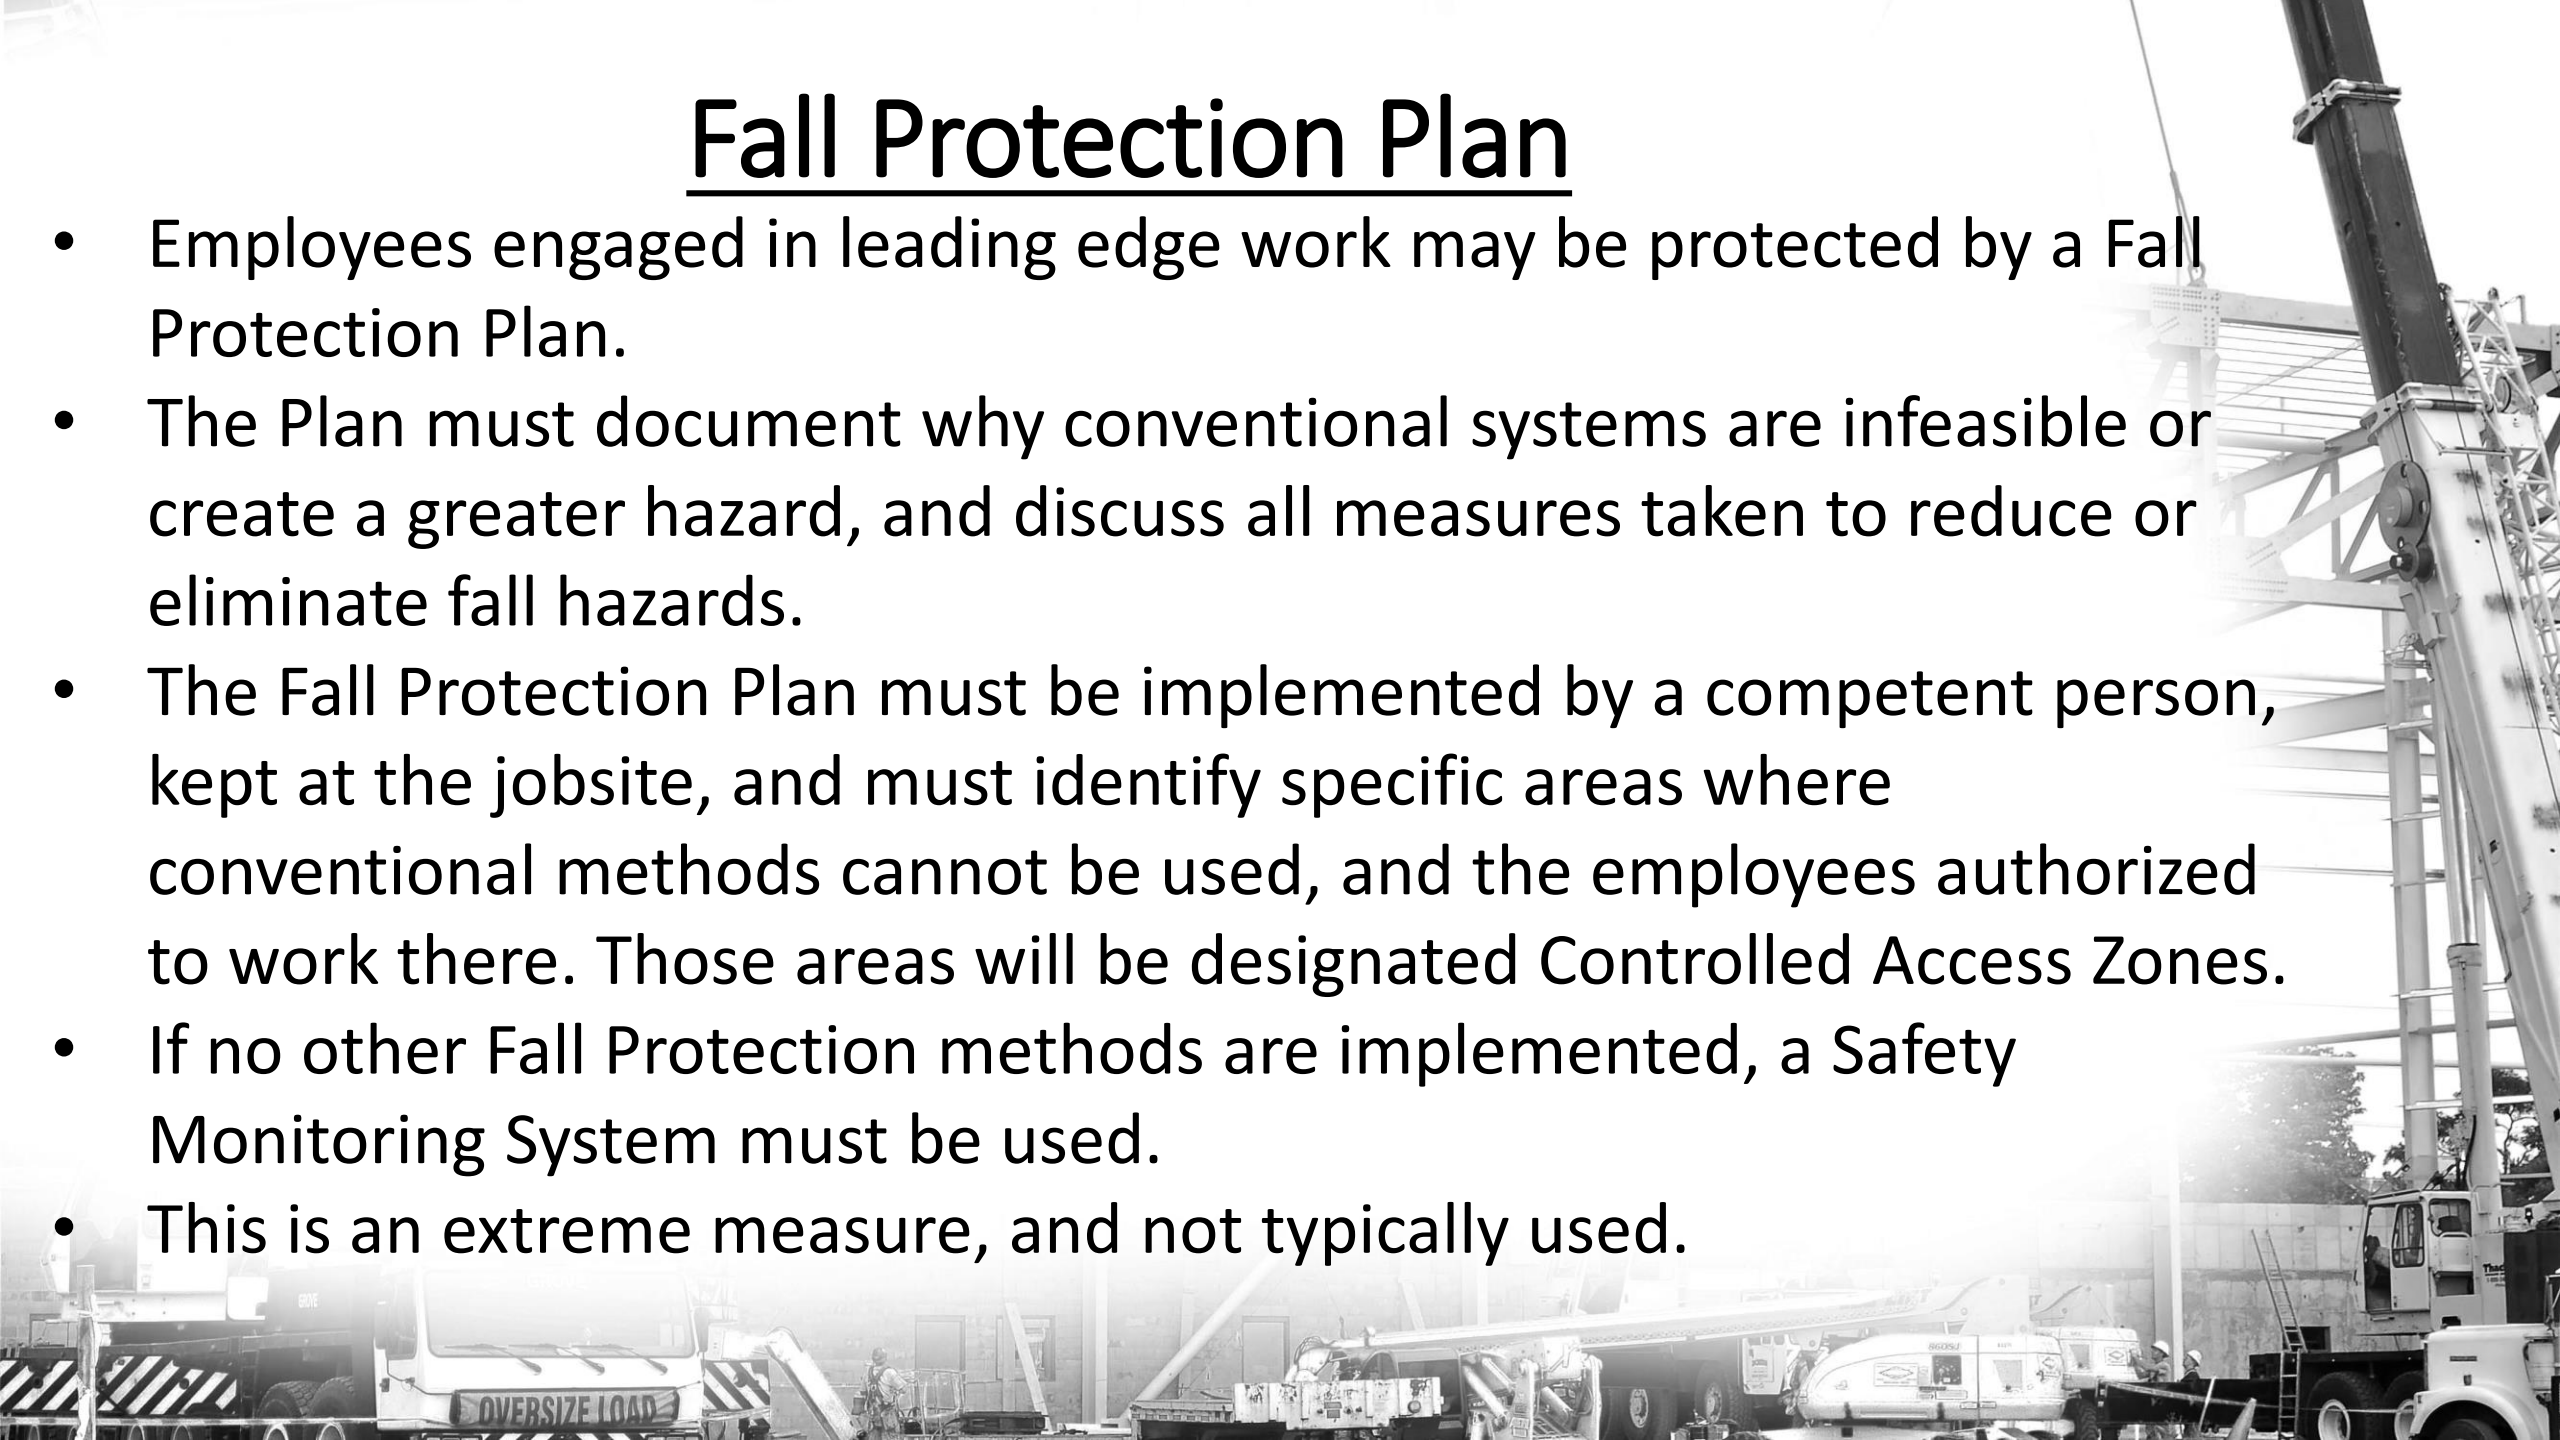 Fall Protection Plan
• Employees engaged in leading edge work may be protected by a Fall
Protection Plan.
• The Plan must document why conventional systems are infeasible or
create a greater hazard, and discuss all measures taken to reduce or
eliminate fall hazards.
• The Fall Protection Plan must be implemented by a competent person,
kept at the jobsite, and must identify specific areas where
conventional methods cannot be used, and the employees authorized
to work there. Those areas will be designated Controlled Access Zones.
• If no other Fall Protection methods are implemented, a Safety
Monitoring System must be used.
• This is an extreme measure, and not typically used.
GROVE
OVERSIZE LOAD